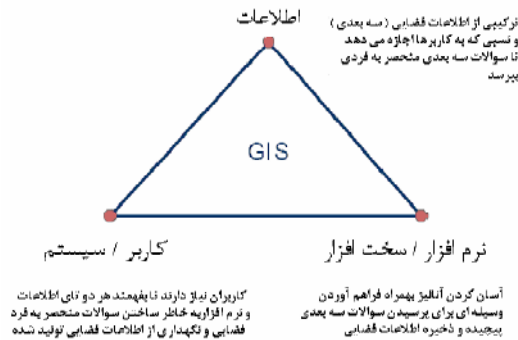 اطلاعات
ترکیبی از اطلاعات فضایی ( سه بعدی )
و نسبی که به کاربر ها اجازه می دهد
تا سوالات سه بعدی منحصر به فردی
بپرسد
GIS
کاربر / سیستم
نرم افزار / سخت افزار
کاربران نیاز دارند تا بفهمند هر دو تای اطلاعات
و نرم افزار به خاطر ساختن سوالات منحصر به فرد
فضایی و نگهداری از اطلاعات فضایی تولید شده
آسان کردن آنالیز بهمراه فراهم آوردن
وسیله ای برای پرسیدن سوالات سه بعدی
پیچیده و ذخیره اطلاعات فضایی